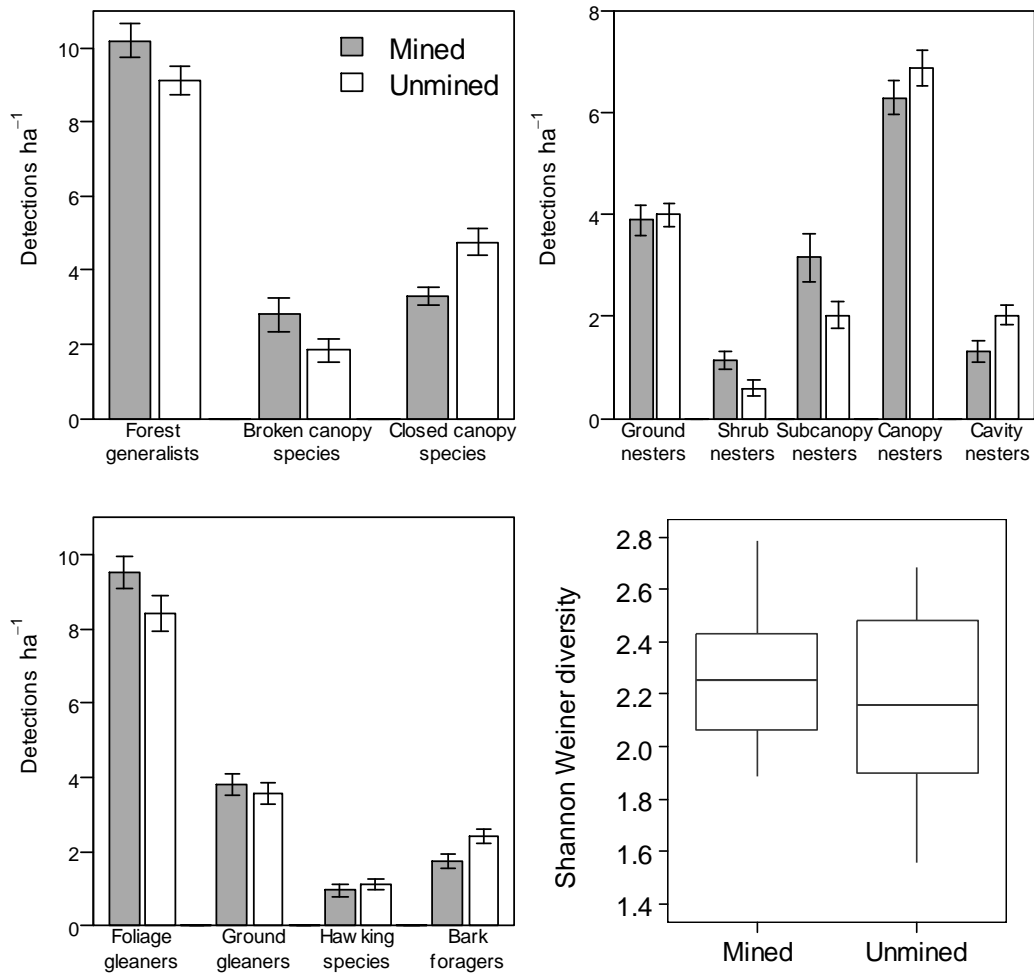 Detections ha−1
10
8
6
4
2
0
Mined
Unmined
Forest generalists
Broken canopy species
Closed canopy species
Detections ha−1
8
6
4
2
0
Ground nesters
Shrub nesters
Subcanopy nesters
Canopy nesters
Cavity nesters
Detections ha−1
10
8
6
4
2
0
Foliage gleaners
Ground gleaners
Haw king species
Bark foragers
Shannon Weiner diversity
2.8
2.6
2.4
2.2
2.0
1.8
1.6
1.4
Mined
Unmined